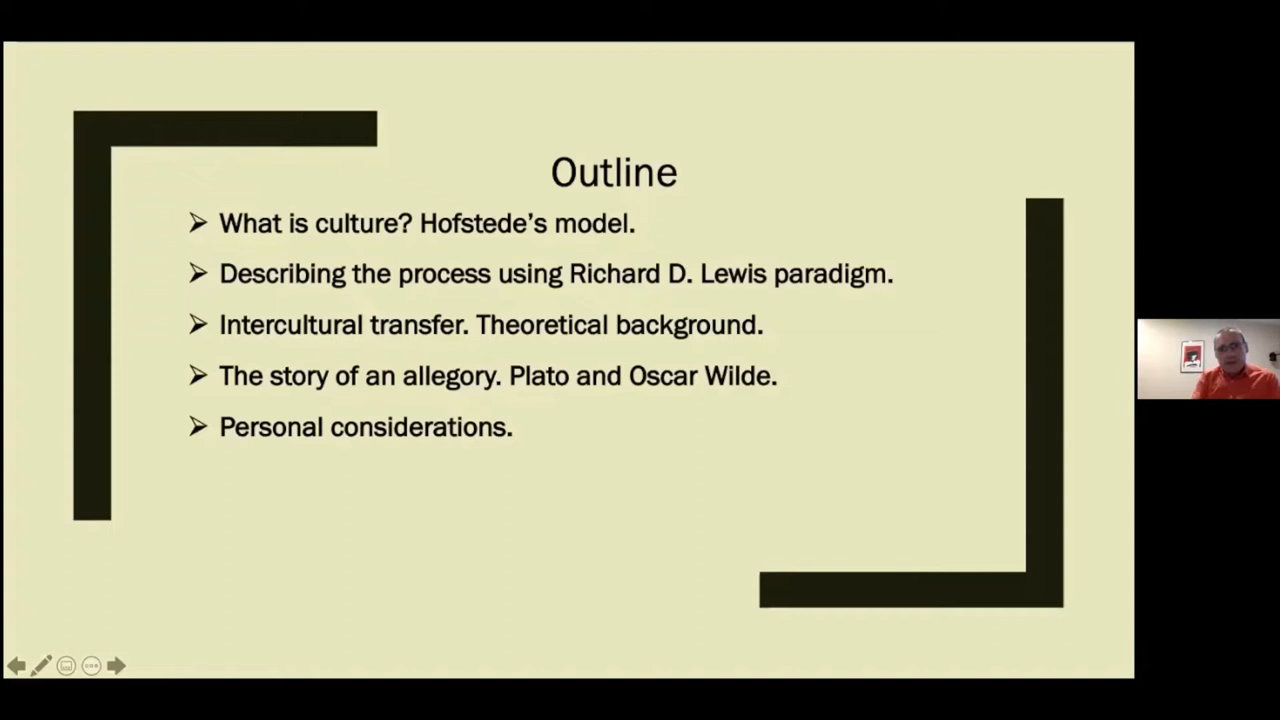 Outline
➢ What is culture? Hofstede’s model.
➢ Describing the process using Richard D. Lewis paradigm.
➢ Intercultural transfer. Theoretical background.
➢ The story of an allegory. Plato and Oscar Wilde.
➢ Personal considerations.